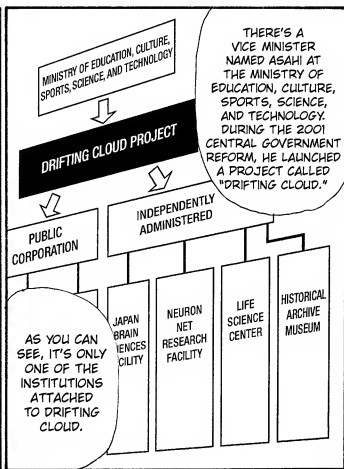 THERE'S A
VICE MINISTER
NAMED ASAHI AT
THE MINISTRY OF
EDUCATION, CULTURE,
SPORTS, SCIENCE,
AND TECHNOLOGY.
DURING THE 2001
CENTRAL GOVERNMENT
REFORM, HE LAUNCHED
A PROJECT CALLED
"DRIFTING CLOUD."
MINISTRY OF EDUCATION, CULTURE,
SPORTS, SCIENCE, AND TECHNOLOGY
DRIFTING CLOUD PROJECT
PUBLIC
CORPORATION
INDEPENDENTLY
ADMINISTERED
JAPAN
BRAIN
NEURON
NET
RESEARCH
FACILITY
LIFE
SCIENCE
CENTER
HISTORICAL
ARCHIVE
MUSEUM
AS YOU CAN
SEE, IT'S ONLY
ONE OF THE
INSTITUTIONS
ATTACHED
TO DRIFTING
CLOUD.